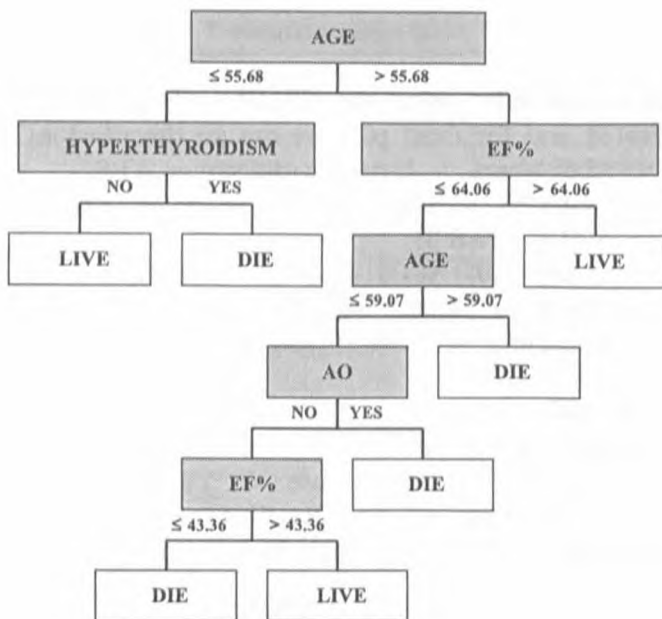 AGE
≤ 55.68 > 55.68
HYPERTHYROIDISM EF%
NO YES ≤ 64.06 > 64.06
LIVE DIE AGE LIVE
≤ 59.07 > 59.07
AO DIE
NO YES
EF% DIE
≤ 43.36 > 43.36
DIE LIVE